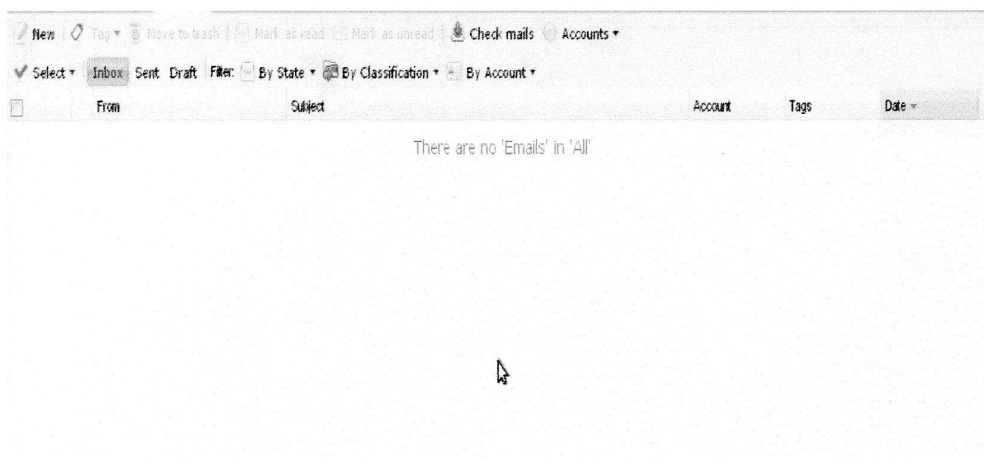 New Tag Move to trash Mark as read Mark as unread Check mails Accounts
Select Inbox Sent Draft Filter: By State By Classification By Account
From Subject Account Tags Date
There are no 'Emails' in 'All'